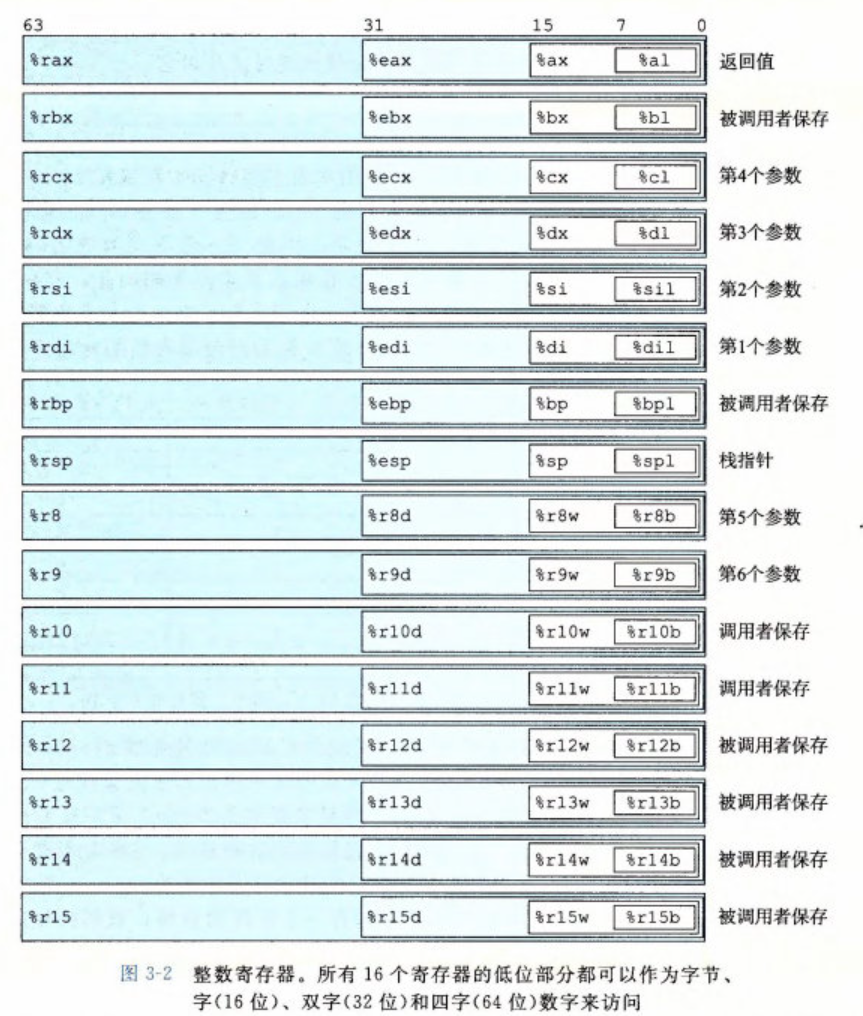 63 31 15 7 0
%rax %eax %ax %al 返回值
%rbx %ebx %bx %bl 被调用者保存
%rcx %ecx %cx %cl 第4个参数
%rdx %edx %dx %dl 第3个参数
%rsi %esi %si %sil 第2个参数
%rdi %edi %di %dil 第1个参数
%rbp %ebp %bp %bpl 被调用者保存
%rsp %esp %sp %spl 栈指针
%r8 %r8d %r8w %r8b 第5个参数
%r9 %r9d %r9w %r9b 第6个参数
%r10 %r10d %r10w %r10b 调用者保存
%r11 %r11d %r11w %r11b 调用者保存
%r12 %r12d %r12w %r12b 被调用者保存
%r13 %r13d %r13w %r13b 被调用者保存
%r14 %r14d %r14w %r14b 被调用者保存
%r15 %r15d %r15w %r15b 被调用者保存
图 3-2 整数寄存器。所有 16 个寄存器的低位部分都可以作为字节、
字(16 位)、双字(32 位)和四字(64 位)数字来访问